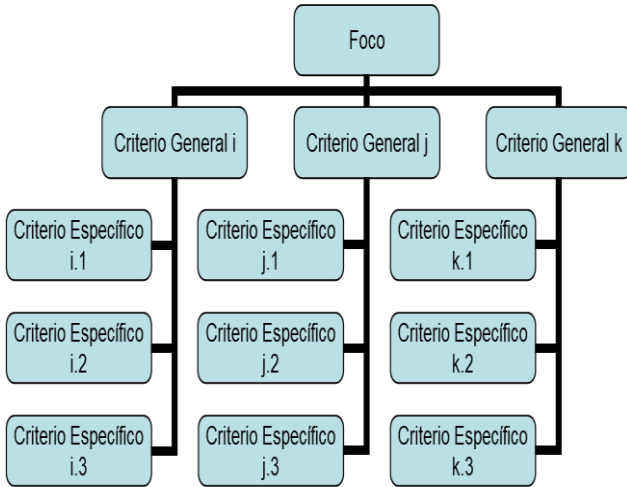 Foco
Criterio General i
Criterio General j
Criterio General k
Criterio Específico
i.1
Criterio Específico
j.1
Criterio Específico
k.1
Criterio Específico
i.2
Criterio Específico
j.2
Criterio Específico
k.2
Criterio Específico
i.3
Criterio Específico
j.3
Criterio Específico
k.3